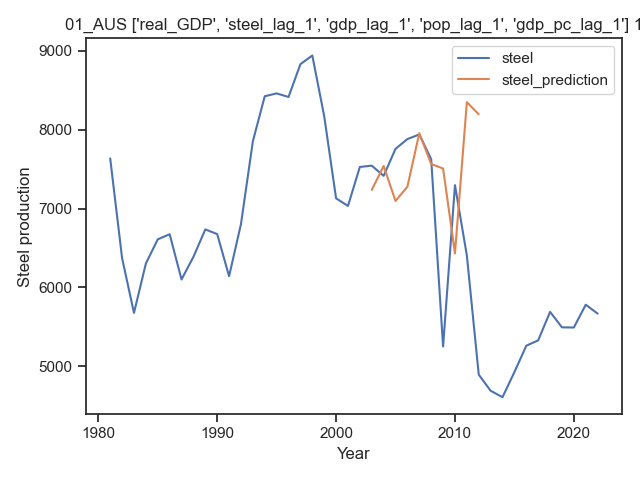 01_AUS ['real_GDP', 'steel_lag_1', 'gdp_lag_1', 'pop_lag_1', 'gdp_pc_lag_1'] 1
9000
8000
7000
6000
5000
Steel production
steel
steel_prediction
1980
1990
2000
2010
2020
Year